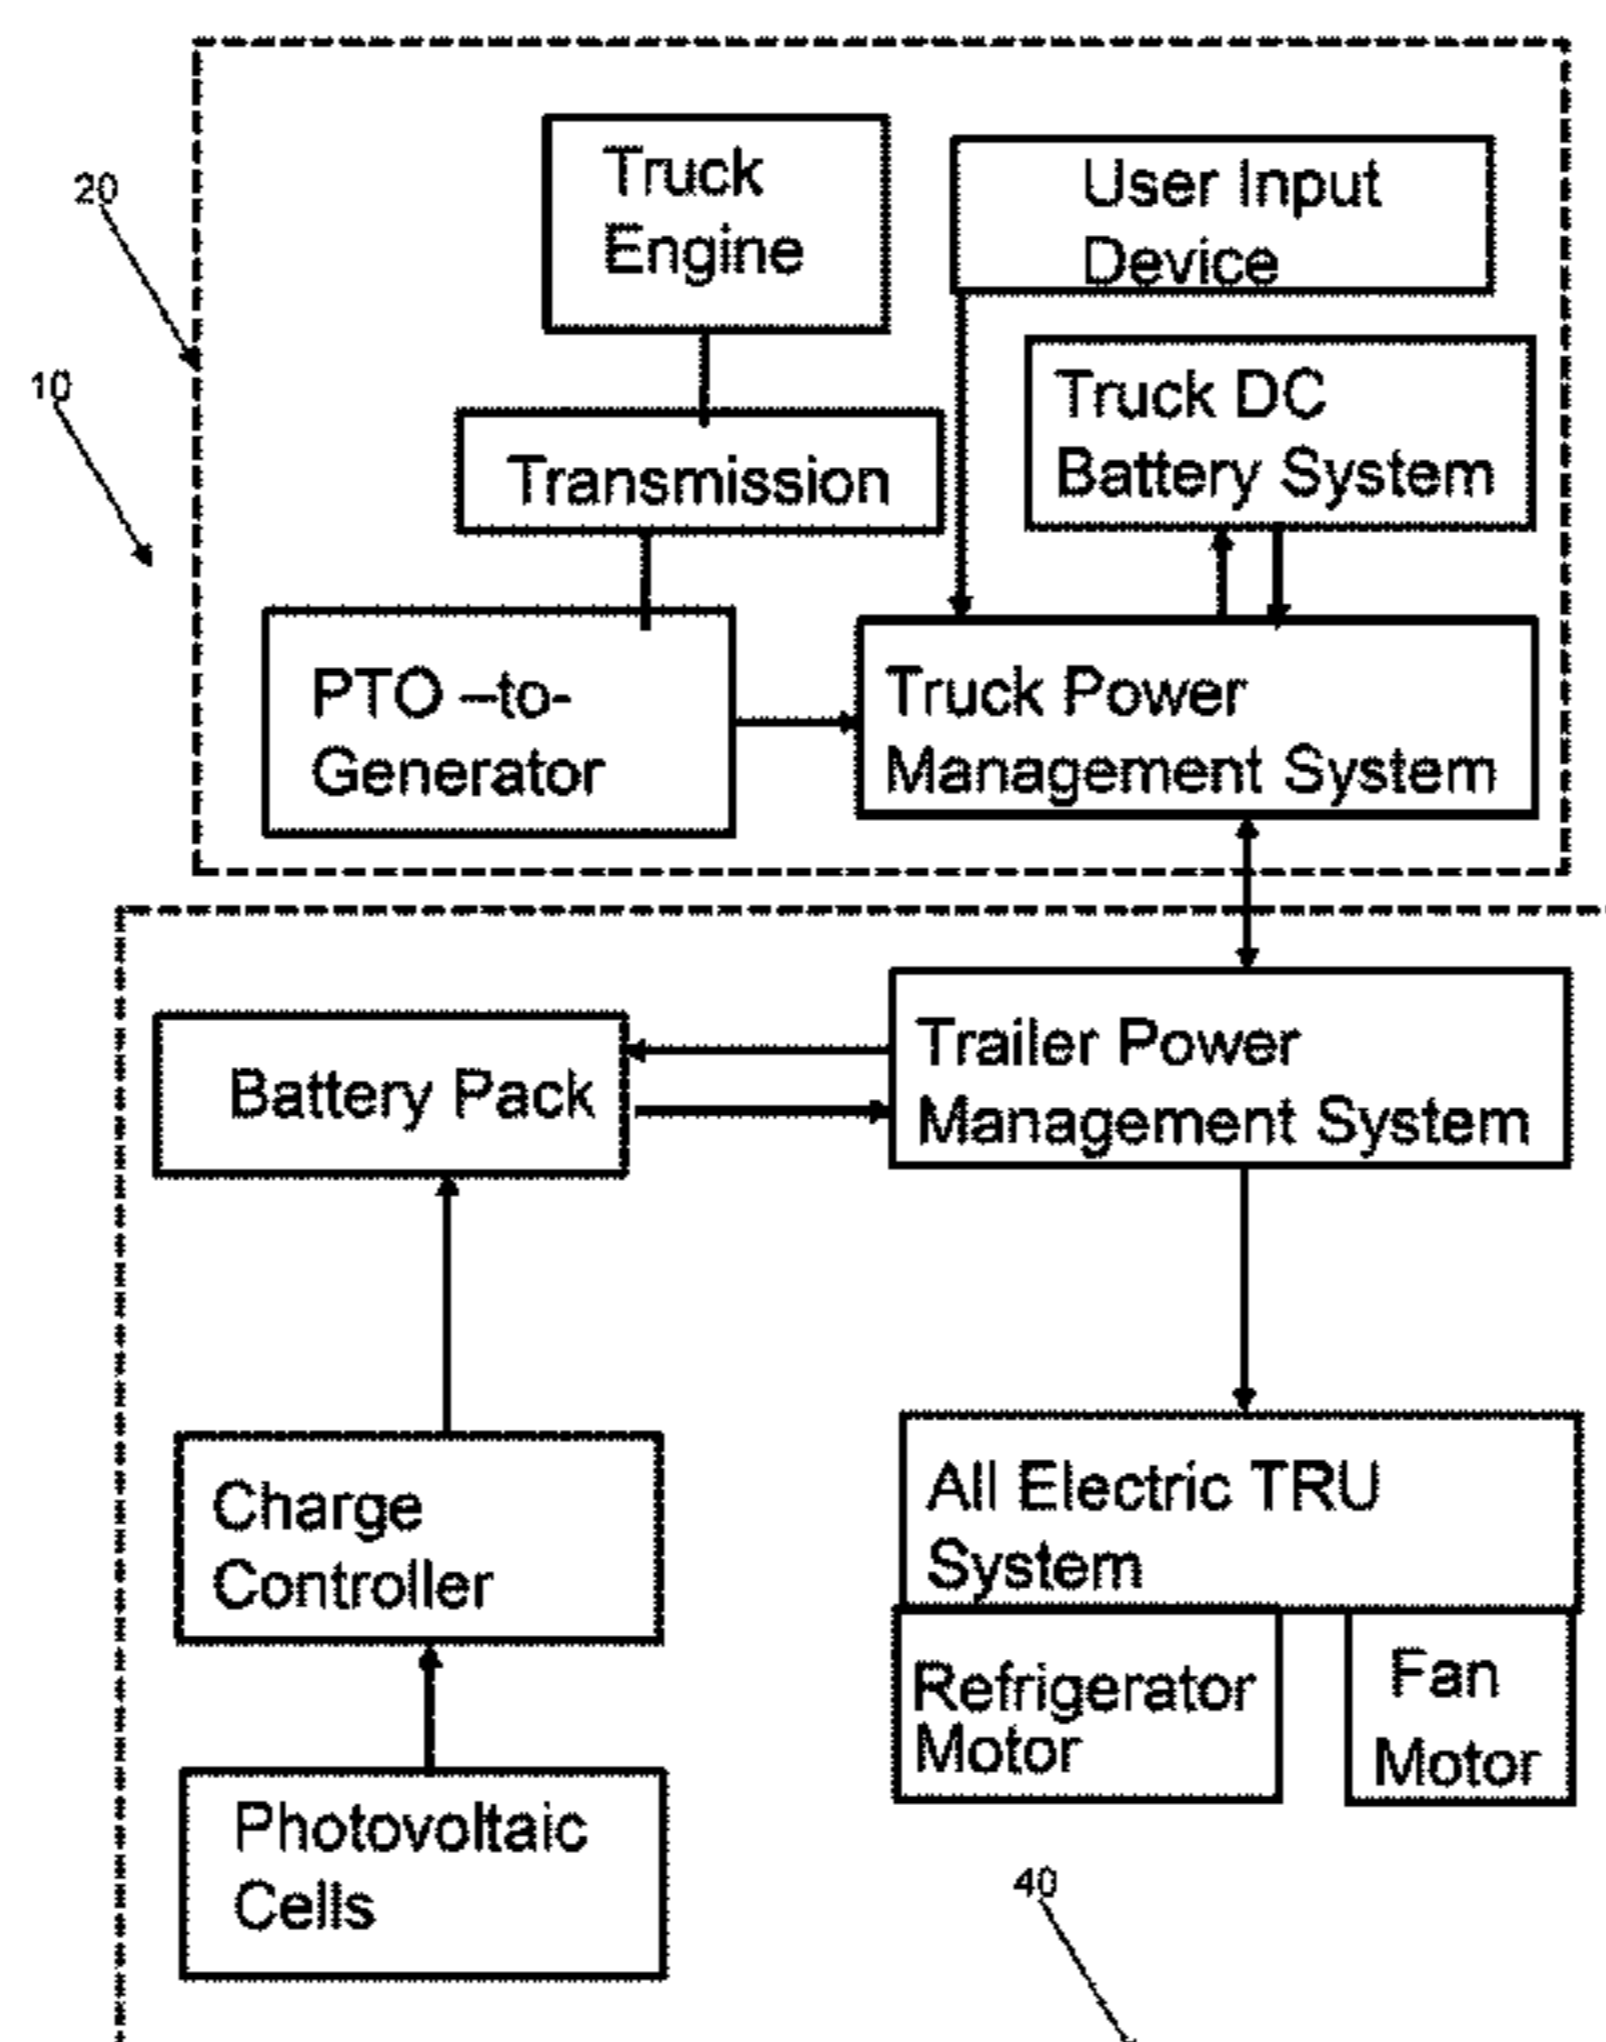 Truck
Engine
User Input
Device
20
Truck DC
Battery System
10
Transmission
PTO –to-
Generator
Truck Power
Management System
Battery Pack
Trailer Power
Management System
Charge
Controller
All Electric TRU
System
Refrigerator
Motor
Fan
Motor
Photovoltaic
Cells
40